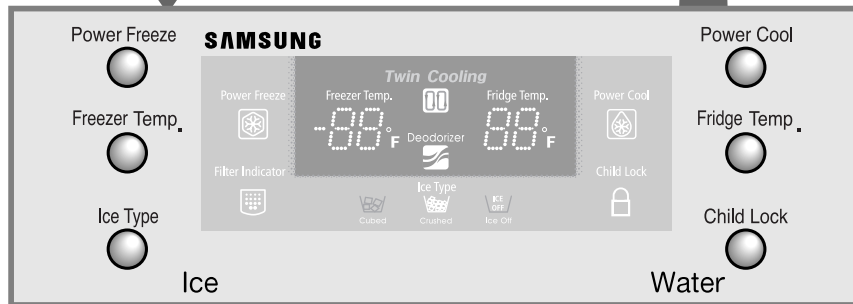 Power Freeze
Power Cool
SAMSUNG
Twin Cooling
Power Freeze
Freezer Temp.
Fridge Temp.
Power Cool
-88°F
88°F
Freezer Temp.
Deodorizer
Fridge Temp.
Filter Indicator
Child Lock
Ice Type
Ice Type
ICE
OFF
Cubed
Crushed
Ice Off
Child Lock
Ice
Water